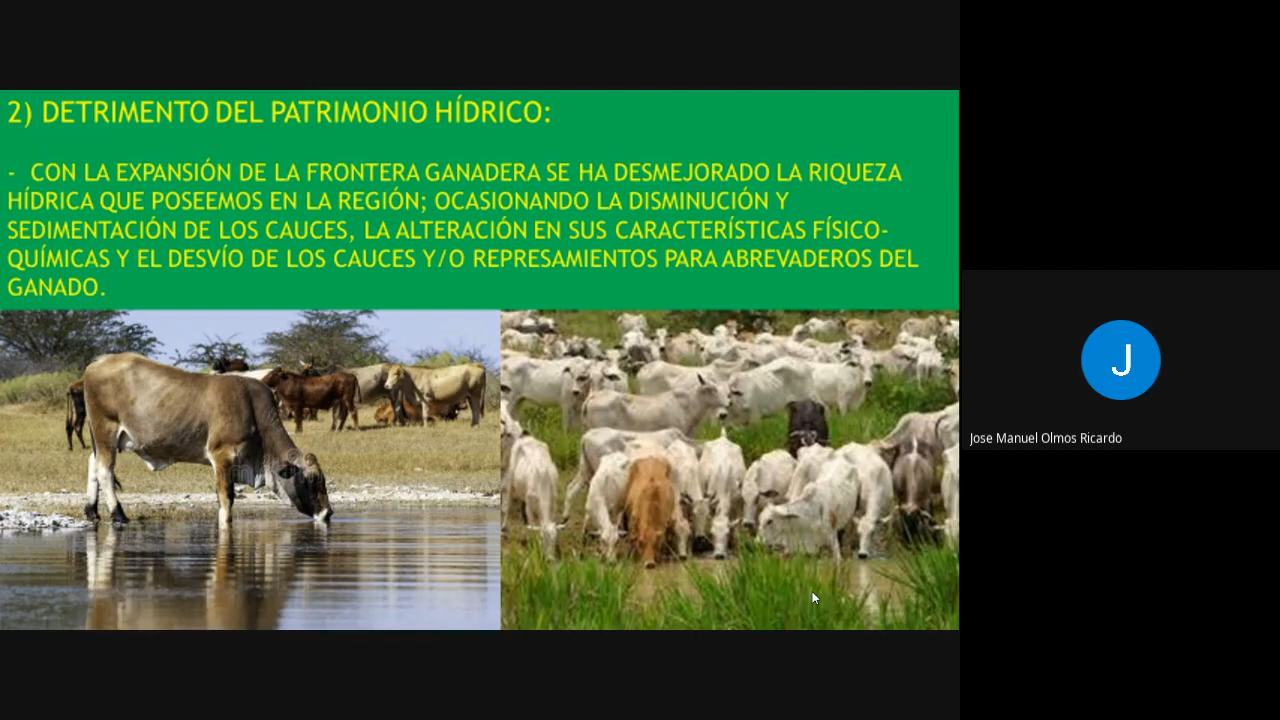 2) DETRIMENTO DEL PATRIMONIO HÍDRICO:
- CON LA EXPANSIÓN DE LA FRONTERA GANADERA SE HA DESMEJORADO LA RIQUEZA
HÍDRICA QUE POSEEMOS EN LA REGIÓN; OCASIONANDO LA DISMINUCIÓN Y
SEDIMENTACIÓN DE LOS CAUCES, LA ALTERACIÓN EN SUS CARACTERÍSTICAS FÍSICO-
QUÍMICAS Y EL DESVÍO DE LOS CAUCES Y/O REPRESAMIENTOS PARA ABREVADEROS DEL
GANADO.
J
Jose Manuel Olmos Ricardo